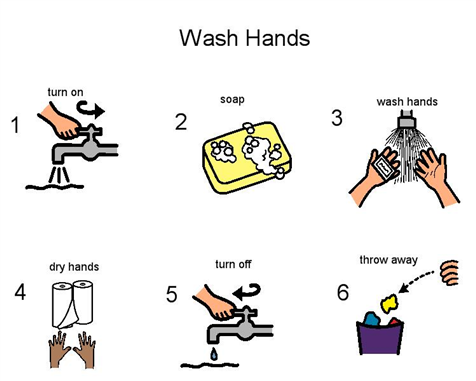 Wash Hands
1
turn on
2
soap
3
wash hands
4
dry hands
5
turn off
6
throw away